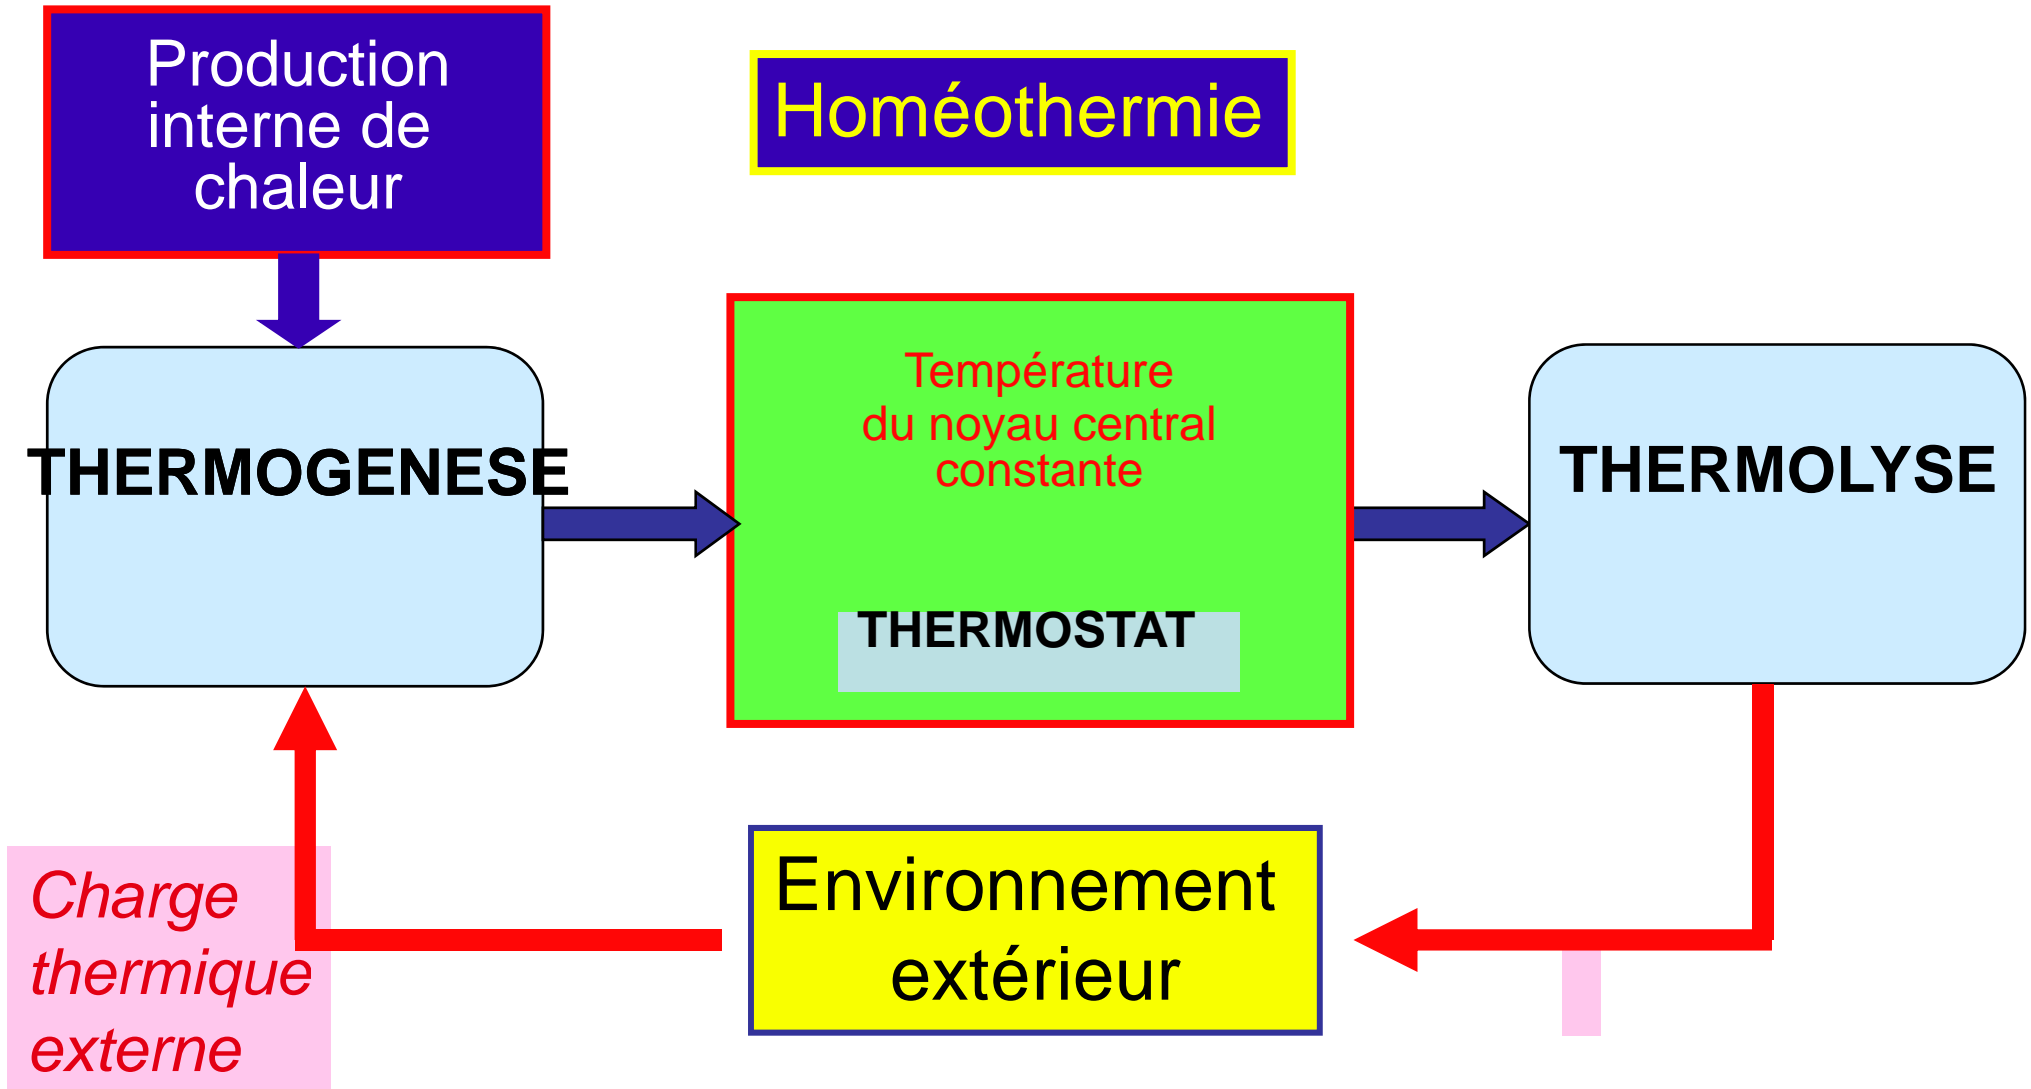 Production
interne de
chaleur
Homéothermie
THERMOGENESE
Température
du noyau central
constante
THERMOSTAT
THERMOLYSE
Charge
thermique
externe
Environnement
extérieur